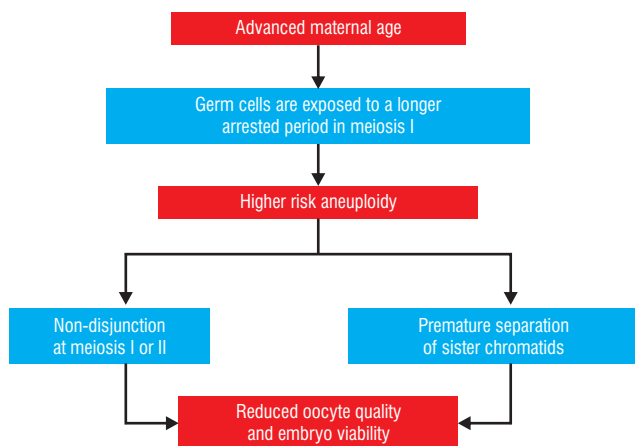 Advanced maternal age
Germ cells are exposed to a longer
arrested period in meiosis I
Higher risk aneuploidy
Non-disjunction
at meiosis I or II
Premature separation
of sister chromatids
Reduced oocyte quality
and embryo viability